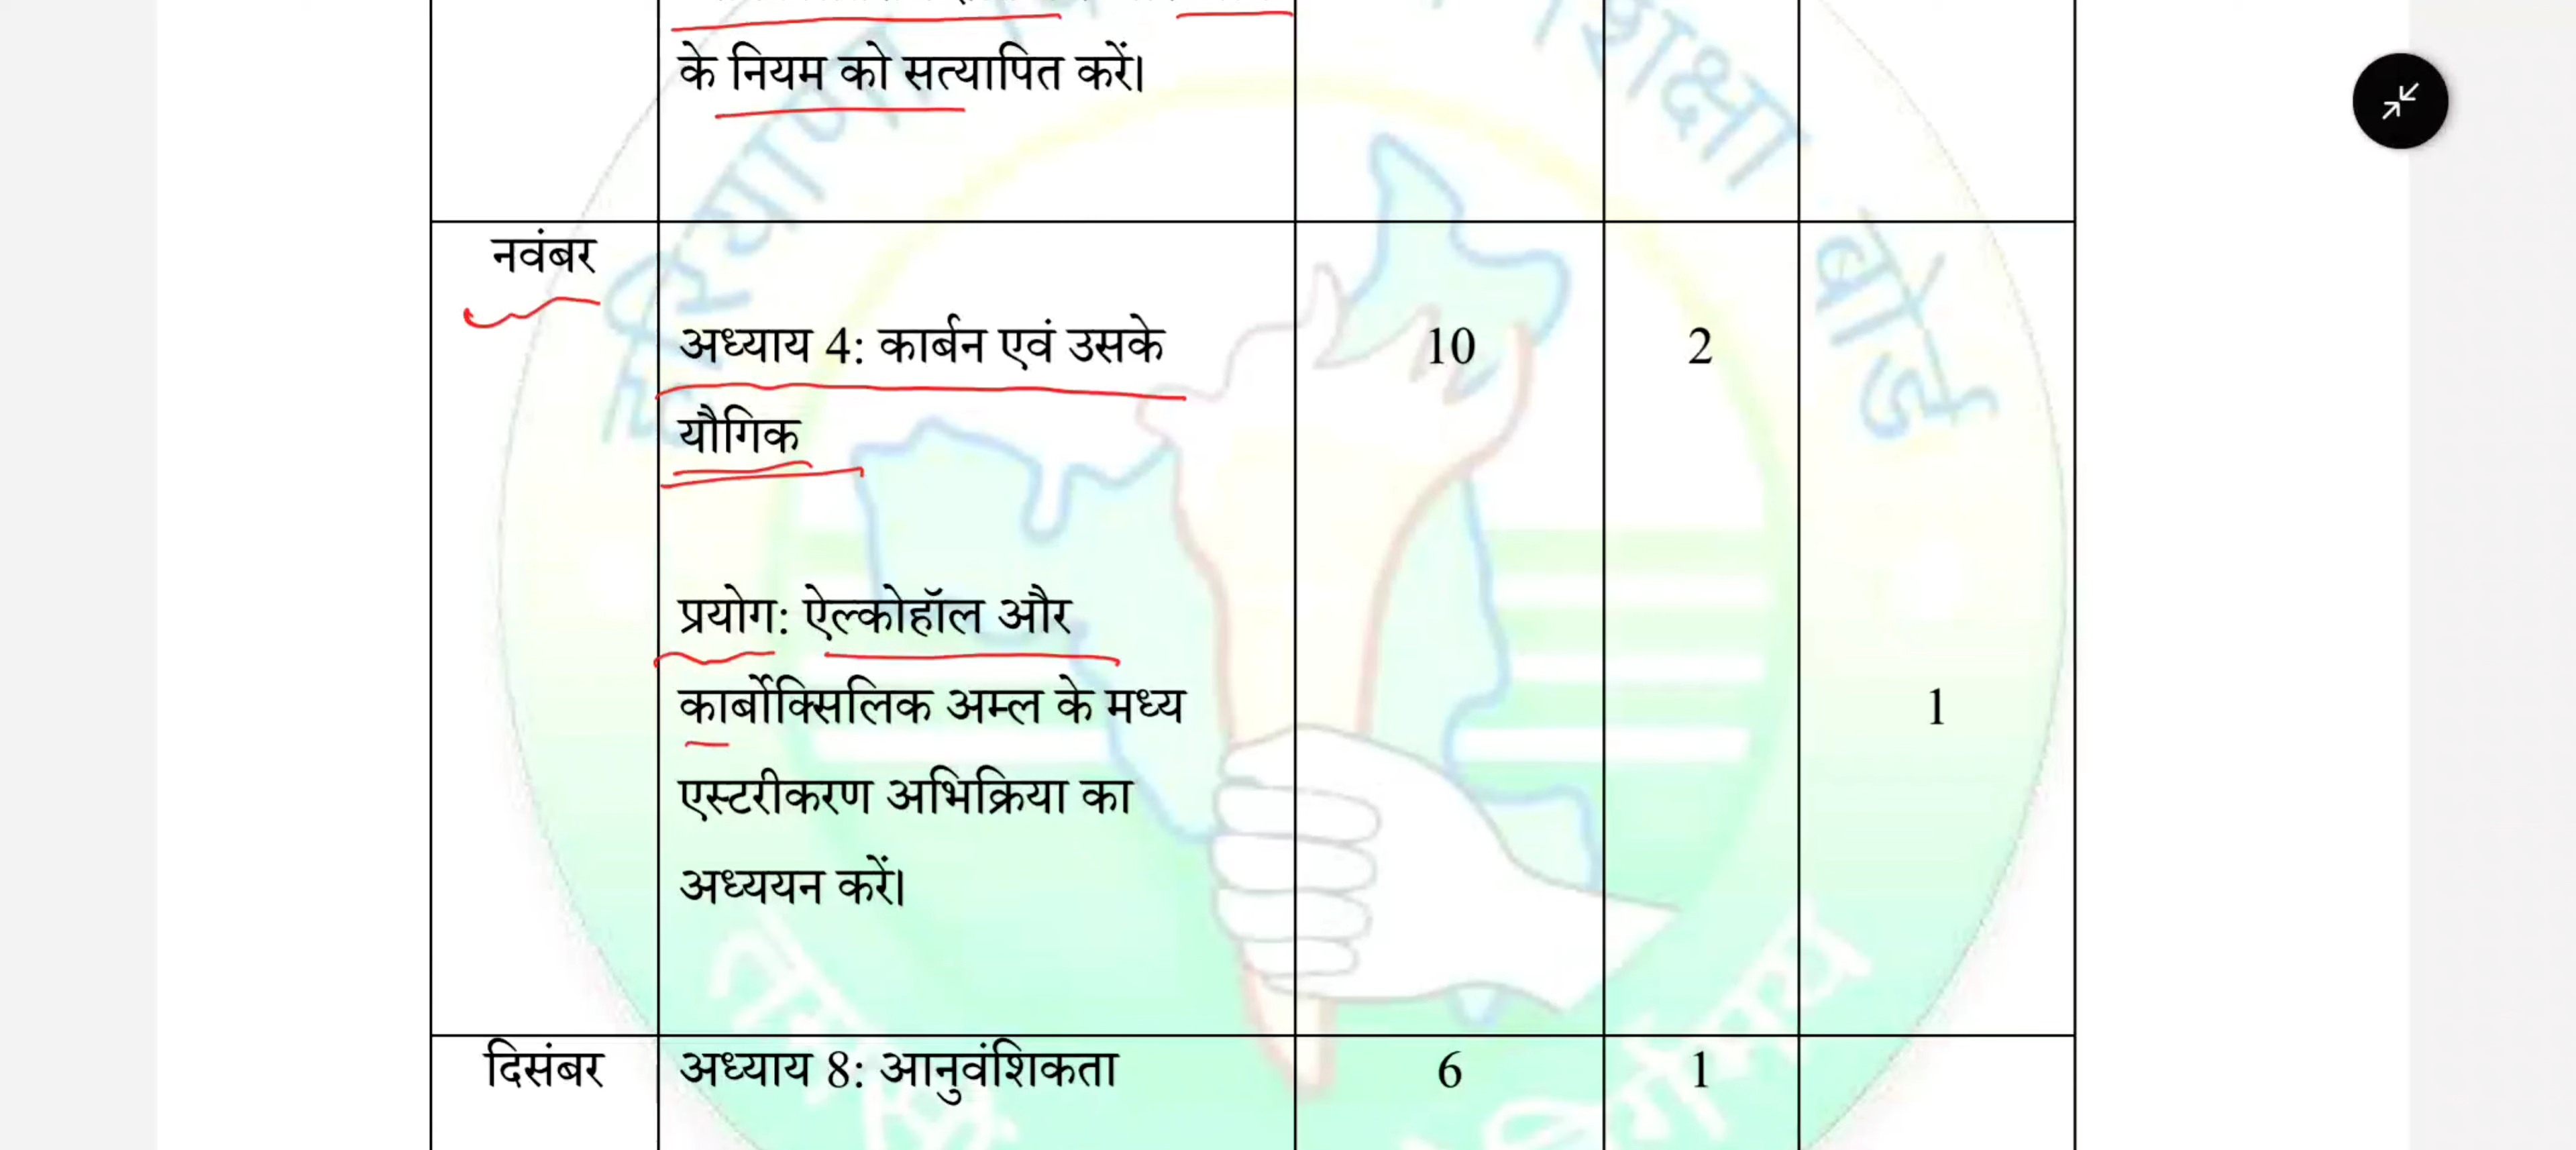 के नियम को सत्यापित करें।
नवंबर
अध्याय 4: कार्बन एवं उसके 10 2
यौगिक
प्रयोग: ऐल्कोहॉल और
कार्बोक्सिलिक अम्ल के मध्य 1
एस्टरीकरण अभिक्रिया का
अध्ययन करें।
दिसंबर अध्याय 8: आनुवंशिकता 6 1
हरियाणा
शिक्षा
बोर्ड